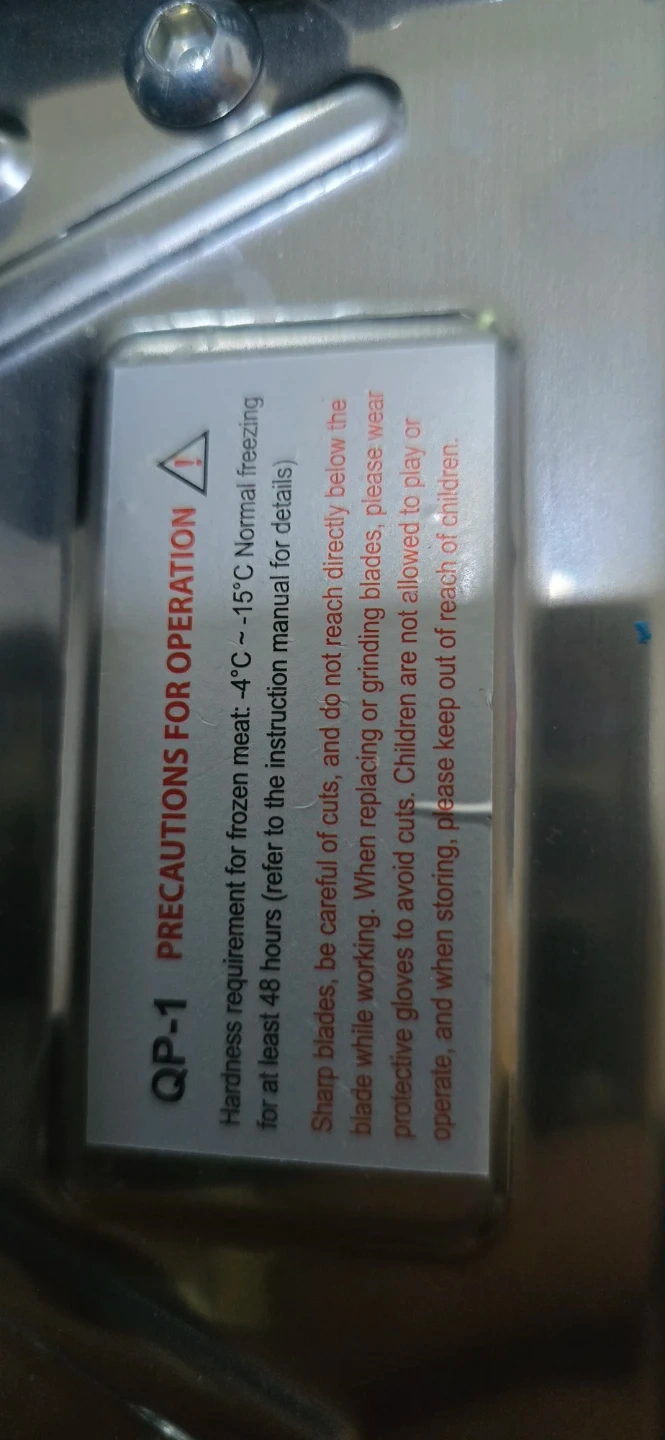 QP-1 PRECAUTIONS FOR OPERATION
Hardness requirement for frozen meat: -4°C ~ -15°C Normal freezing
for at least 48 hours (refer to the instruction manual for details)
Sharp blades, be careful of cuts, and do not reach directly below the
blade while working. When replacing or grinding blades, please wear
protective gloves to avoid cuts. Children are not allowed to play or
operate, and when storing, please keep out of reach of children.